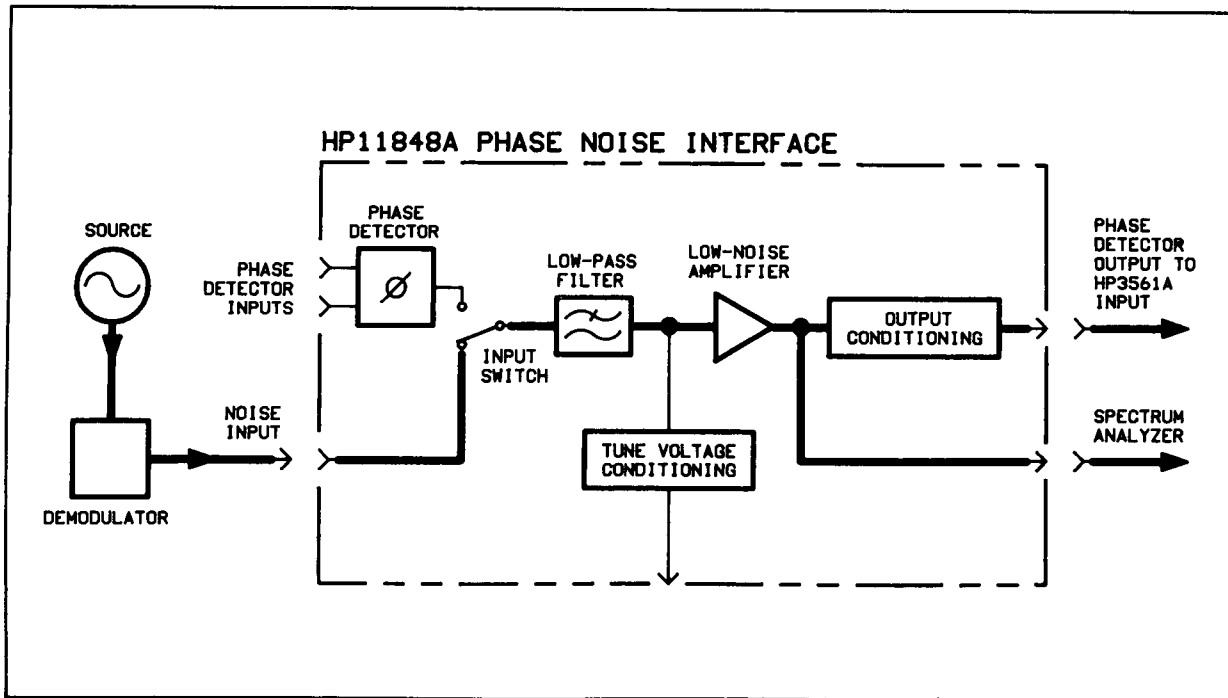 HP11848A PHASE NOISE INTERFACE
SOURCE
PHASE
DETECTOR
PHASE
DETECTOR
INPUTS
LOW-PASS
FILTER
LOW-NOISE
AMPLIFIER
OUTPUT
CONDITIONING
PHASE
DETECTOR
OUTPUT TO
HP3561A
INPUT
INPUT
SWITCH
NOISE
INPUT
TUNE VOLTAGE
CONDITIONING
SPECTRUM
ANALYZER
DEMODULATOR